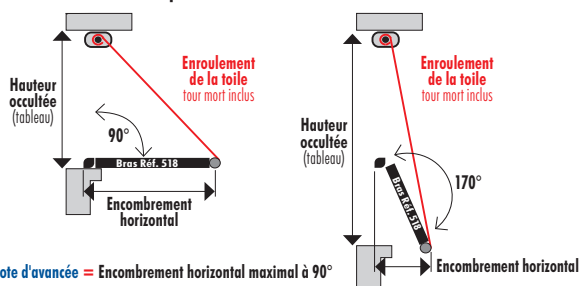 Enroulement
de la toile
tour mort inclus
Hauteur
occultée
(tableau)
90°
Bras Réf. 518
Encombrement
horizontal
Enroulement
de la toile
tour mort inclus
Hauteur
occultée
(tableau)
170°
Bras Réf. 518
Encombrement horizontal
ote d'avancée = Encombrement horizontal maximal à 90°